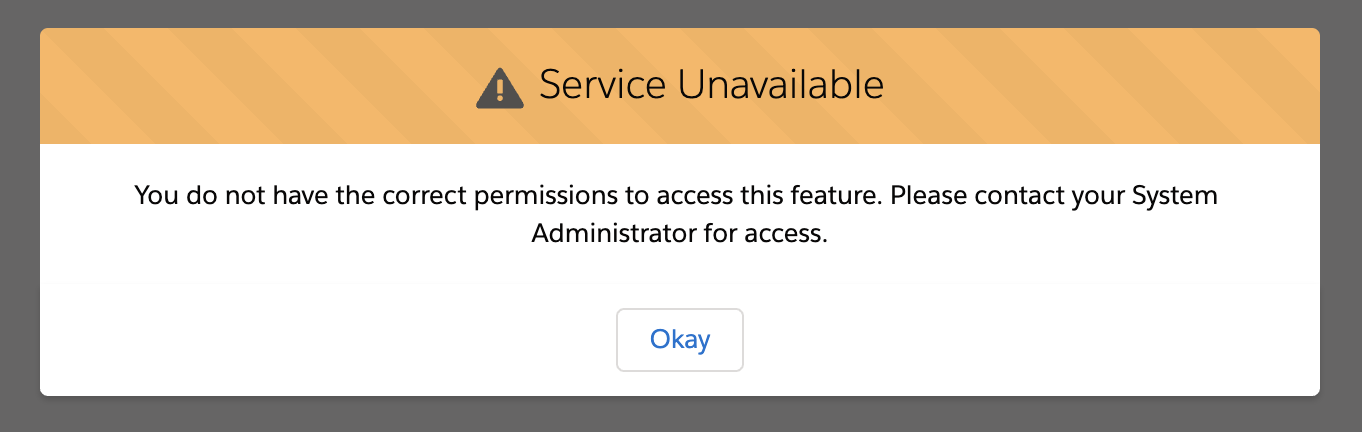 Service Unavailable
You do not have the correct permissions to access this feature. Please contact your System
Administrator for access.
Okay